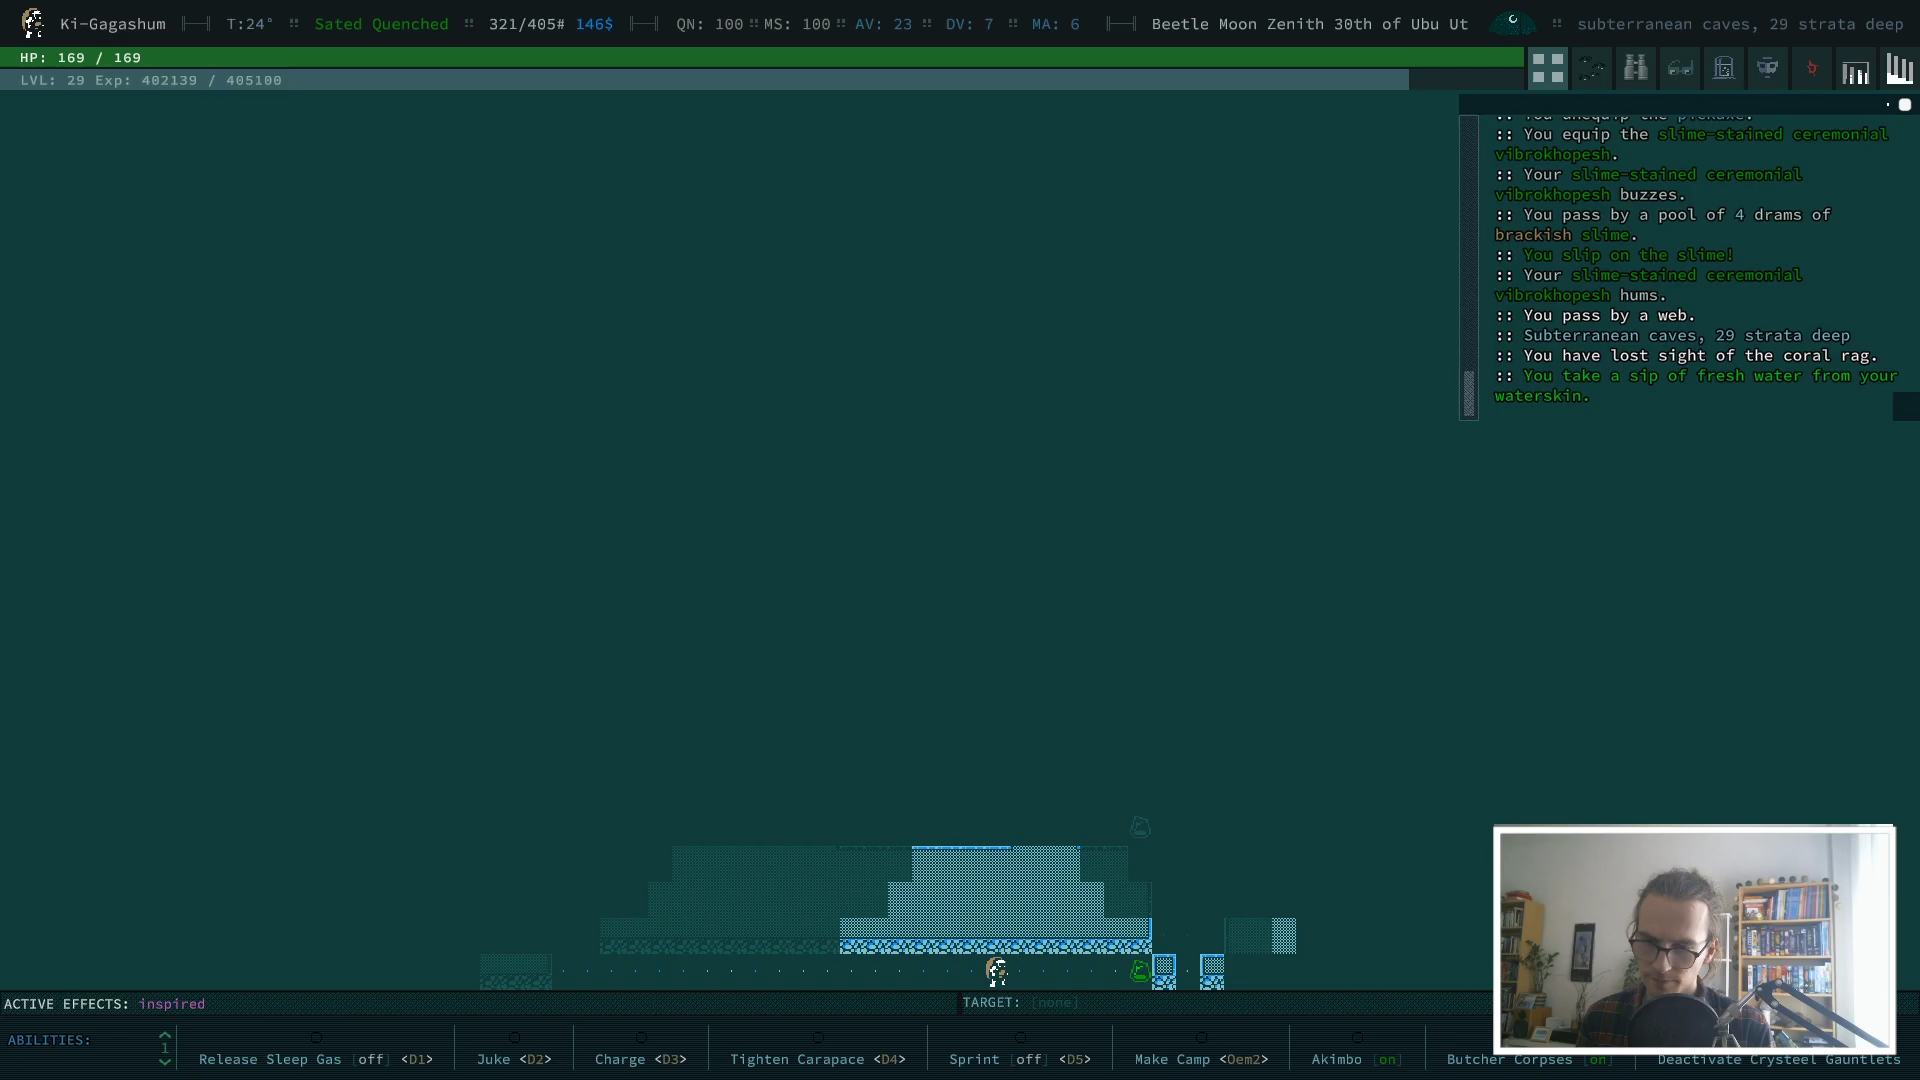 Ki-Gagashum T:24° Sated Quenched 321/405# 146$ QN: 100 MS: 100 AV: 23 DV: 7 MA: 6 Beetle Moon Zenith 30th of Ubu Ut subterranean caves, 29 strata deep
HP: 169 / 169
LVL: 29 Exp: 402139 / 405100
:: You unequip the pickaxe.
:: You equip the slime-stained ceremonial
vibrokhopesh.
:: Your slime-stained ceremonial
vibrokhopesh buzzes.
:: You pass by a pool of 4 drams of
brackish slime.
:: You slip on the slime!
:: Your slime-stained ceremonial
vibrokhopesh hums.
:: You pass by a web.
:: Subterranean caves, 29 strata deep
:: You have lost sight of the coral rag.
:: You take a sip of fresh water from your
waterskin.
ACTIVE EFFECTS: inspired TARGET: [none]
ABILITIES: 1 Release Sleep Gas [off] <D1> Juke <D2> Charge <D3> Tighten Carapace <D4> Sprint [off] <D5> Make Camp <Oem2> Akimbo [on] Butcher Corpses [on] Deactivate Crysteel Gauntlets